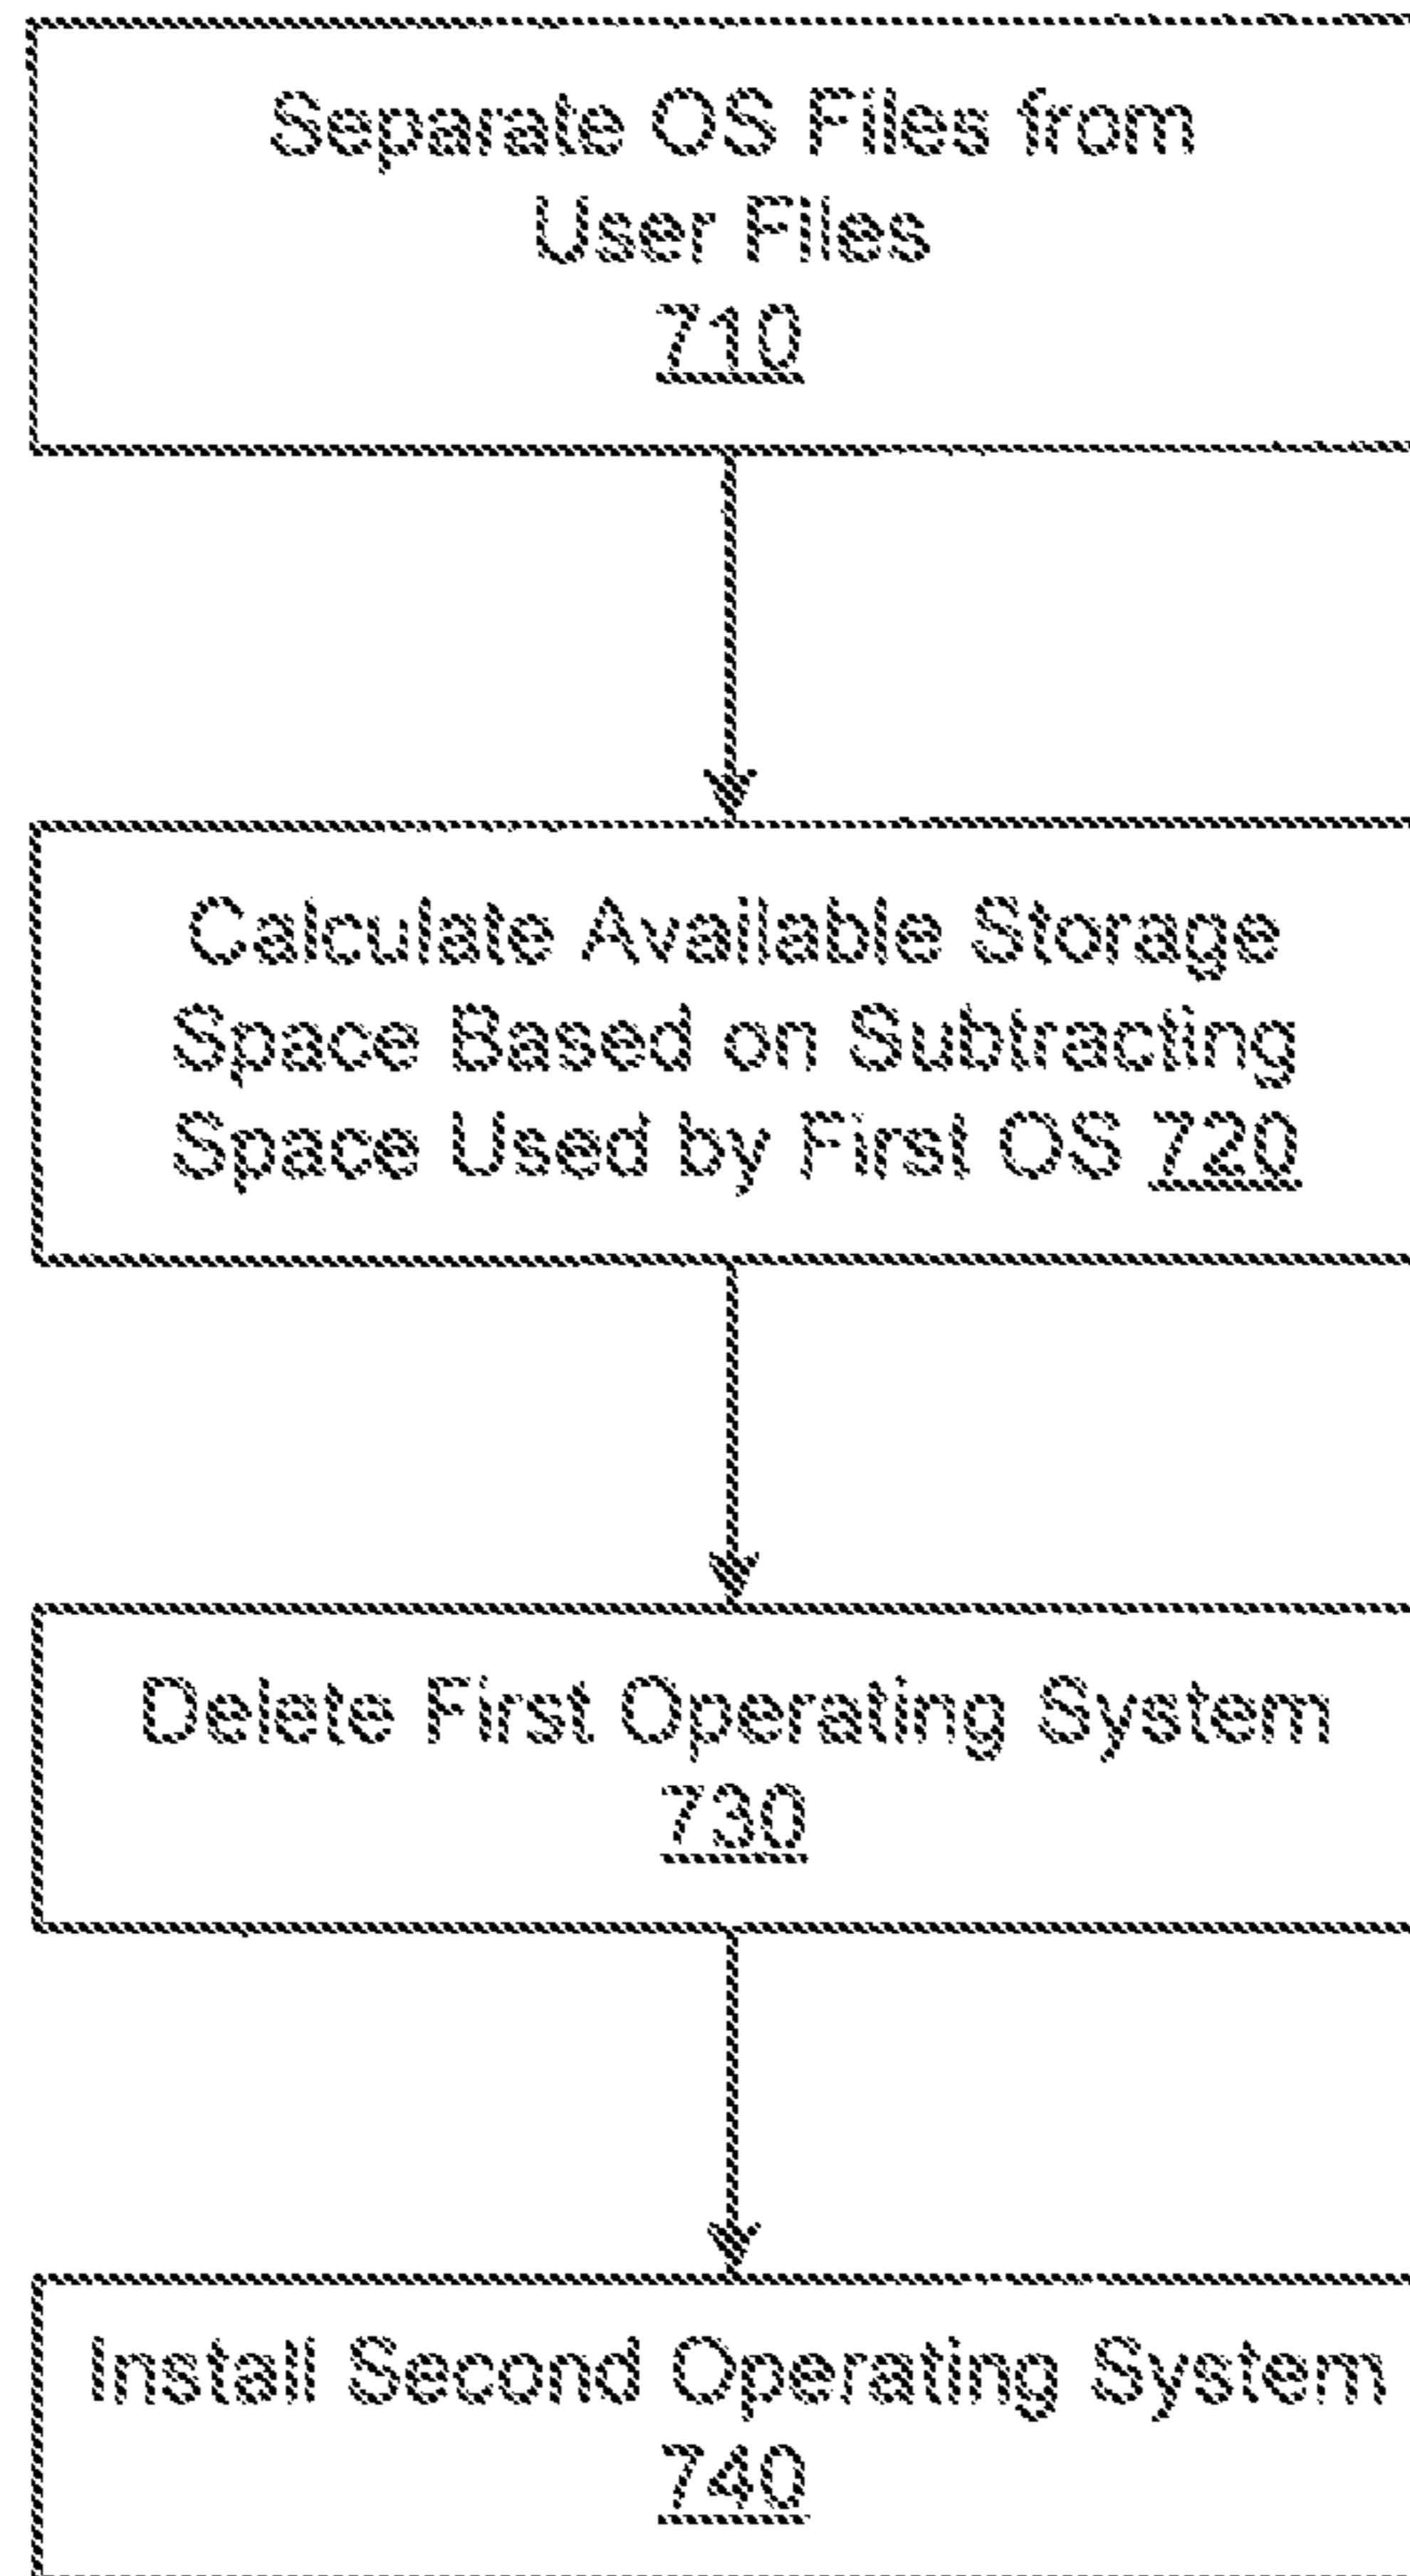 Separate OS Files from
User Files
710
Calculate Available Storage
Space Based on Subtracting
Space Used by First OS 720
Delete First Operating System
730
Install Second Operating System
740